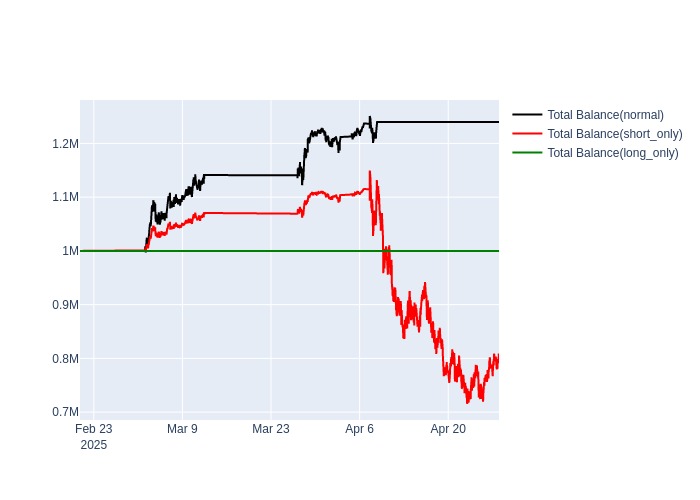 Total Balance(normal)
Total Balance(short_only)
Total Balance(long_only)
1.2M
1.1M
1M
0.9M
0.8M
0.7M
Feb 23 Mar 9 Mar 23 Apr 6 Apr 20
2025